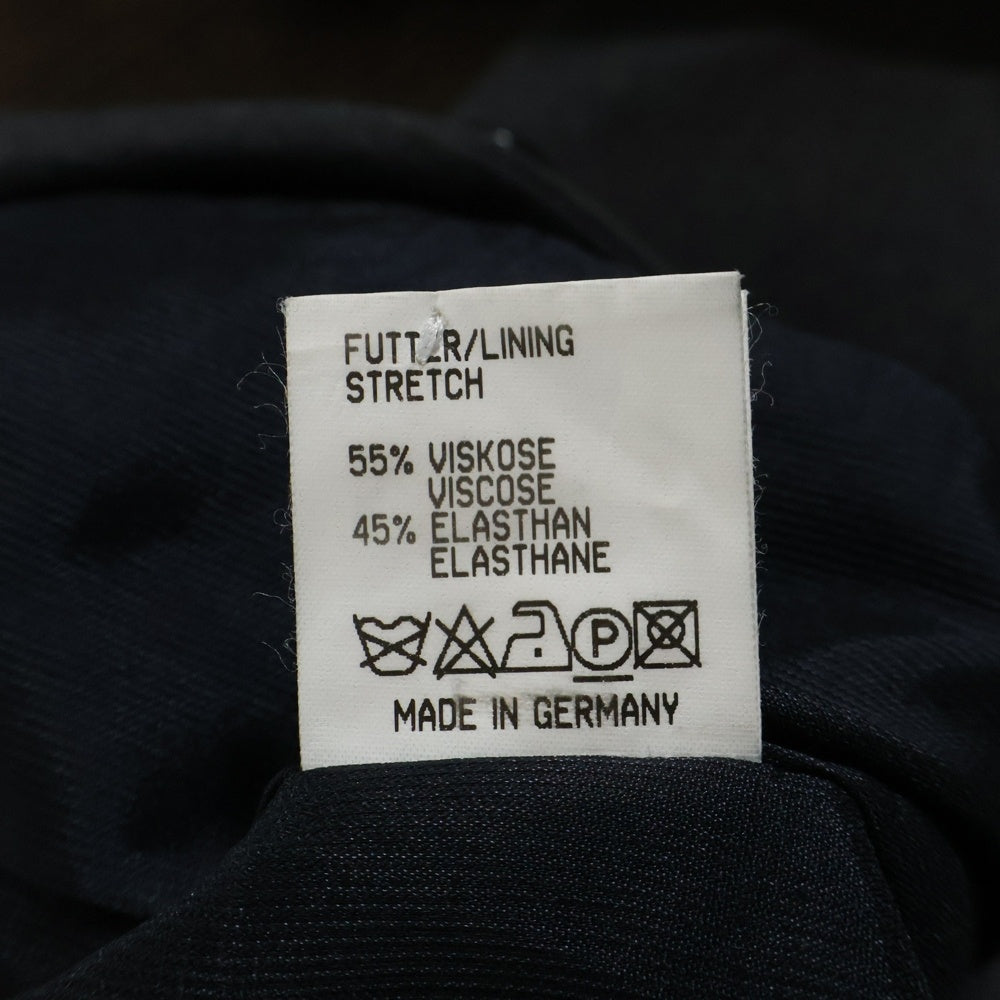 FUTTER/LINING
STRETCH
55% VISKOSE
VISCOSE
45% ELASTHAN
ELASTHANE
P
MADE IN GERMANY